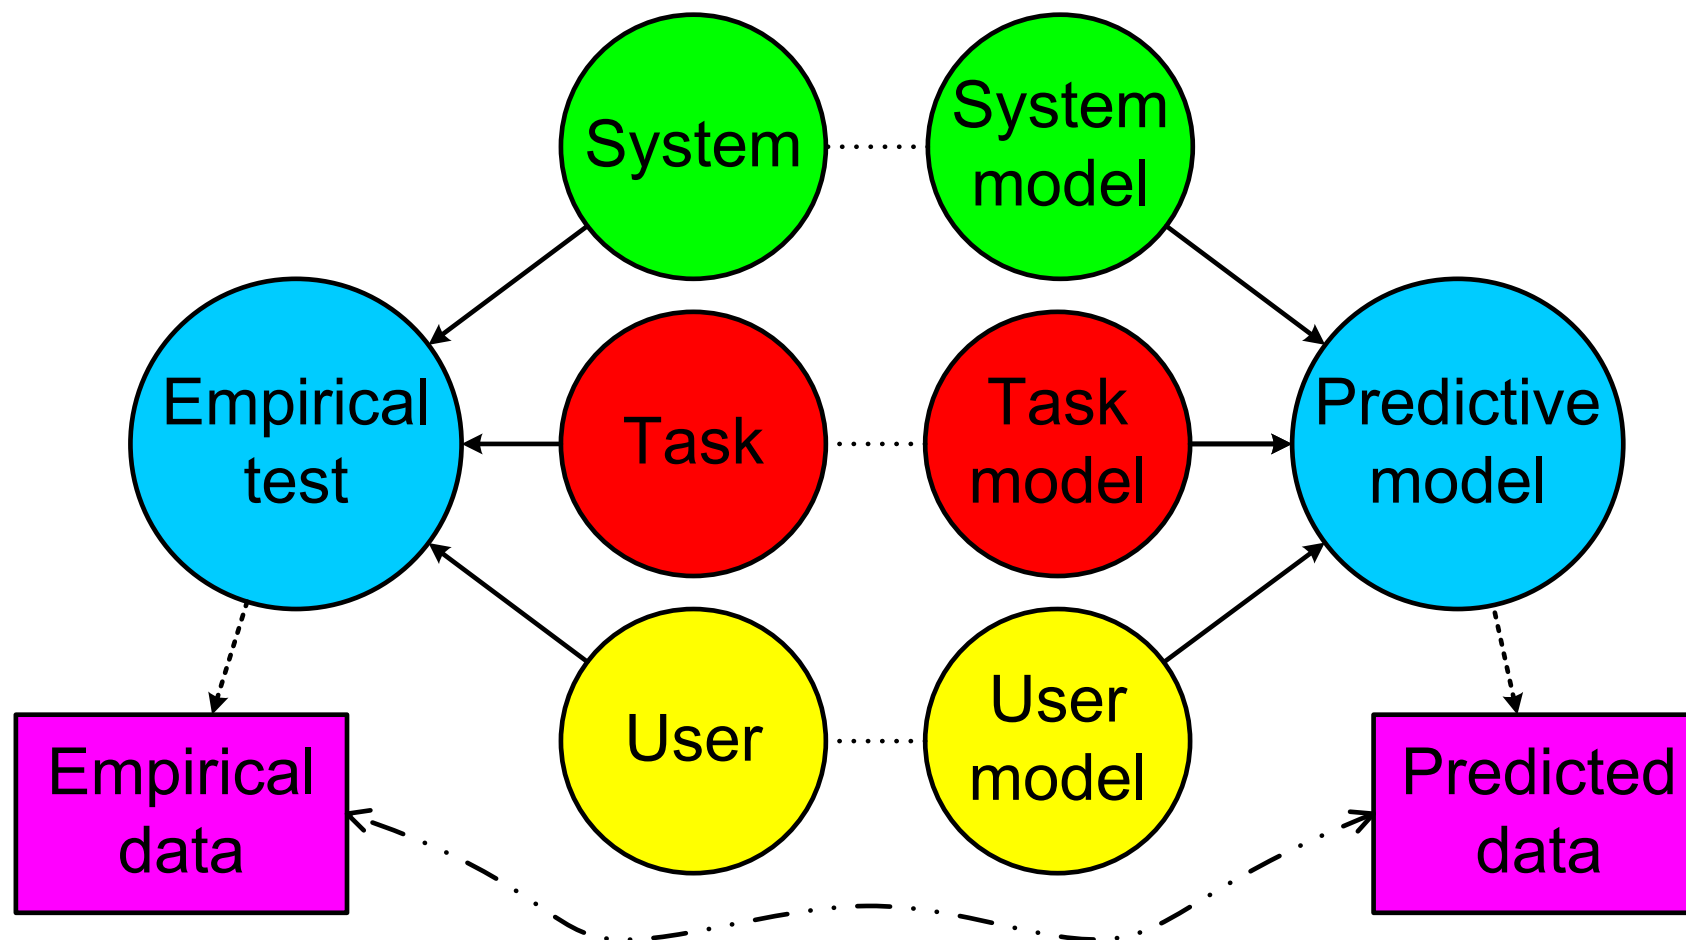 System
System
model
Empirical
test
Task
Task
model
Predictive
model
User
User
model
Empirical
data
Predicted
data